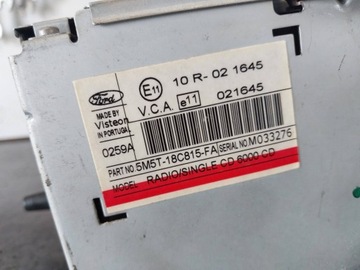 Ford
E11
10 R-02 1645
MADE BY
Visteon
IN PORTUGAL
V.C.A. e11 021645
0259A
PART NO. 5M5T-18C815-FA SERIAL NO. M033276
MODEL RADIO/SINGLE CD 6000 CD